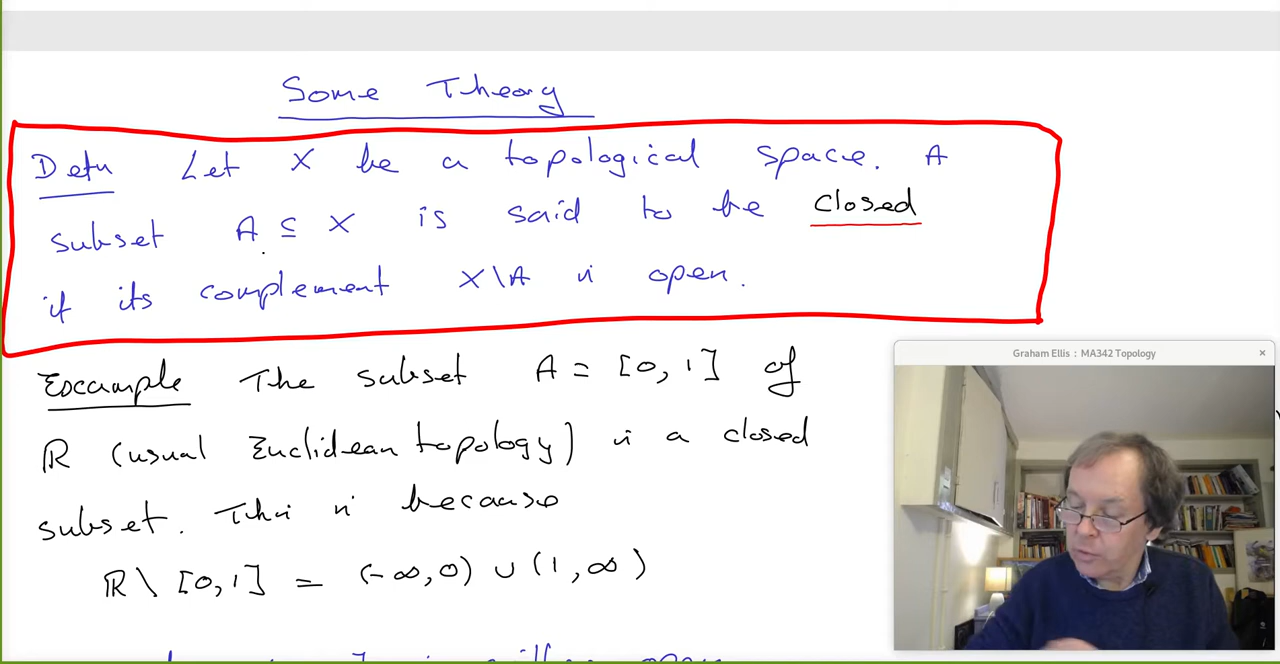 Some Theory
Defn Let X be a topological space. A
subset A ⊆ X is said to be closed
if its complement X\A is open.
Example The subset A = [0, 1] of
ℝ (usual Euclidean topology) is a closed
subset. This is because
ℝ \ [0, 1] = (-∞, 0) ∪ (1, ∞)
Graham Ellis : MA342 Topology